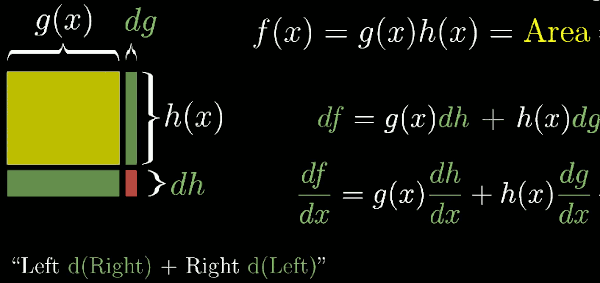 g(x) dg
f(x) = g(x)h(x) = Area =
h(x)
df = g(x)dh + h(x)dg
dh
df/dx = g(x) dh/dx + h(x) dg/dx
“Left d(Right) + Right d(Left)”